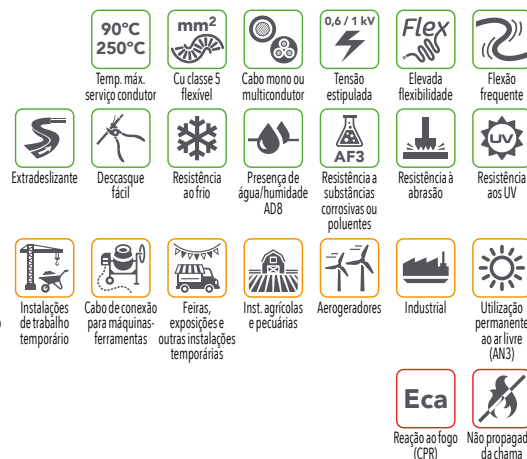 90°C
250°C
mm²
0,6 / 1 kV
Flex
Temp. máx.
serviço condutor
Cu classe 5
flexível
Cabo mono ou
multicondutor
Tensão
estipulada
Elevada
flexibilidade
Flexão
frequente
UV
AF3
Extradeslizante
Descasque
fácil
Resistência
ao frio
Presença de
água/humidade
AD8
Resistência a
substâncias
corrosivas ou
poluentes
Resistência à
abrasão
Resistência
aos UV
Instalações
de trabalho
temporário
Cabo de conexão
para máquinas-
ferramentas
Feiras,
exposições e
outras instalações
temporárias
Inst. agrícolas
e pecuárias
Aerogeradores
Industrial
Utilização
permanente
ao ar livre
(AN3)
Eca
Reação ao fogo
(CPR)
Não propagad
da chama